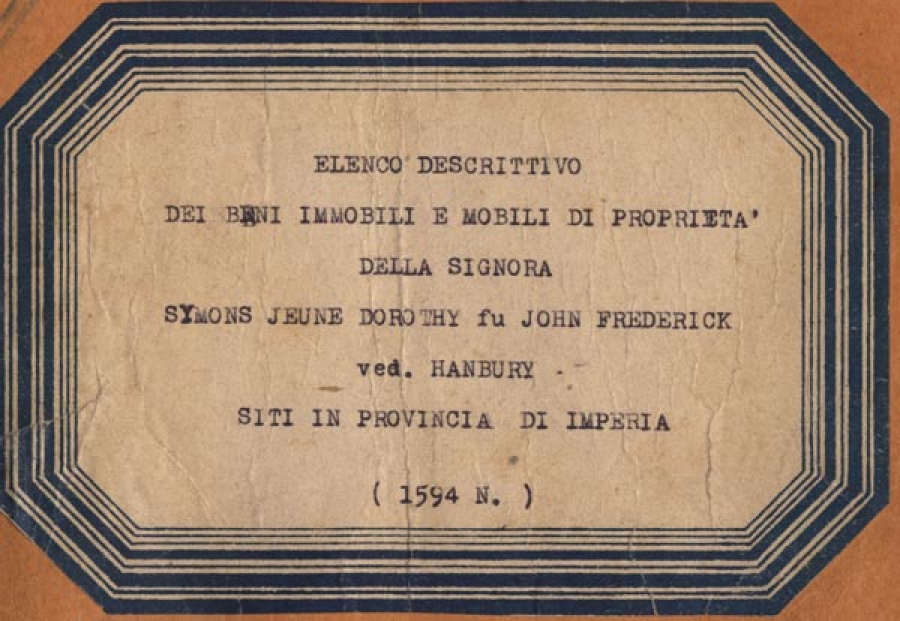 ELENCO DESCRITTIVO
DEI BENI IMMOBILI E MOBILI DI PROPRIETA'
DELLA SIGNORA
SYMONS JEUNE DOROTHY fu JOHN FREDERICK
ved. HANBURY
SITI IN PROVINCIA DI IMPERIA
( 1594 N. )